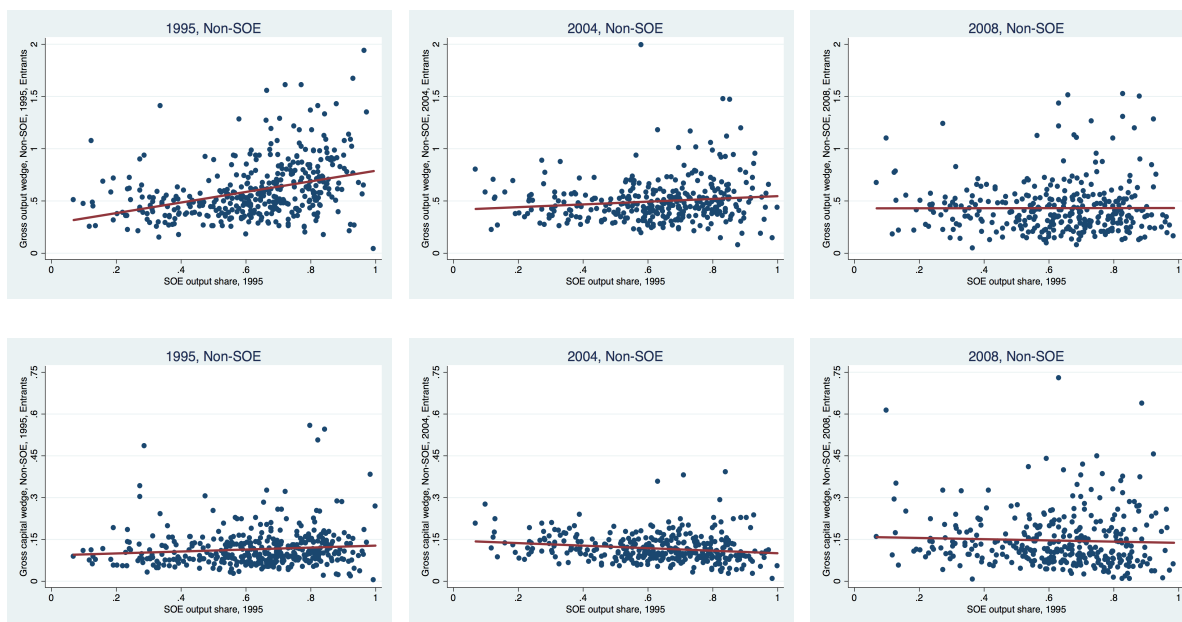 1995, Non-SOE
Gross output wedge, Non-SOE, 1995, Entrants
2
1.5
1
.5
0
0 .2 .4 .6 .8 1
SOE output share, 1995
2004, Non-SOE
Gross output wedge, Non-SOE, 2004, Entrants
2
1.5
1
.5
0
0 .2 .4 .6 .8 1
SOE output share, 1995
2008, Non-SOE
Gross output wedge, Non-SOE, 2008, Entrants
2
1.5
1
.5
0
0 .2 .4 .6 .8 1
SOE output share, 1995
1995, Non-SOE
Gross capital wedge, Non-SOE, 1995, Entrants
.75
.6
.45
.3
.15
0
0 .2 .4 .6 .8 1
SOE output share, 1995
2004, Non-SOE
Gross capital wedge, Non-SOE, 2004, Entrants
.75
.6
.45
.3
.15
0
0 .2 .4 .6 .8 1
SOE output share, 1995
2008, Non-SOE
Gross capital wedge, Non-SOE, 2008, Entrants
.75
.6
.45
.3
.15
0
0 .2 .4 .6 .8 1
SOE output share, 1995